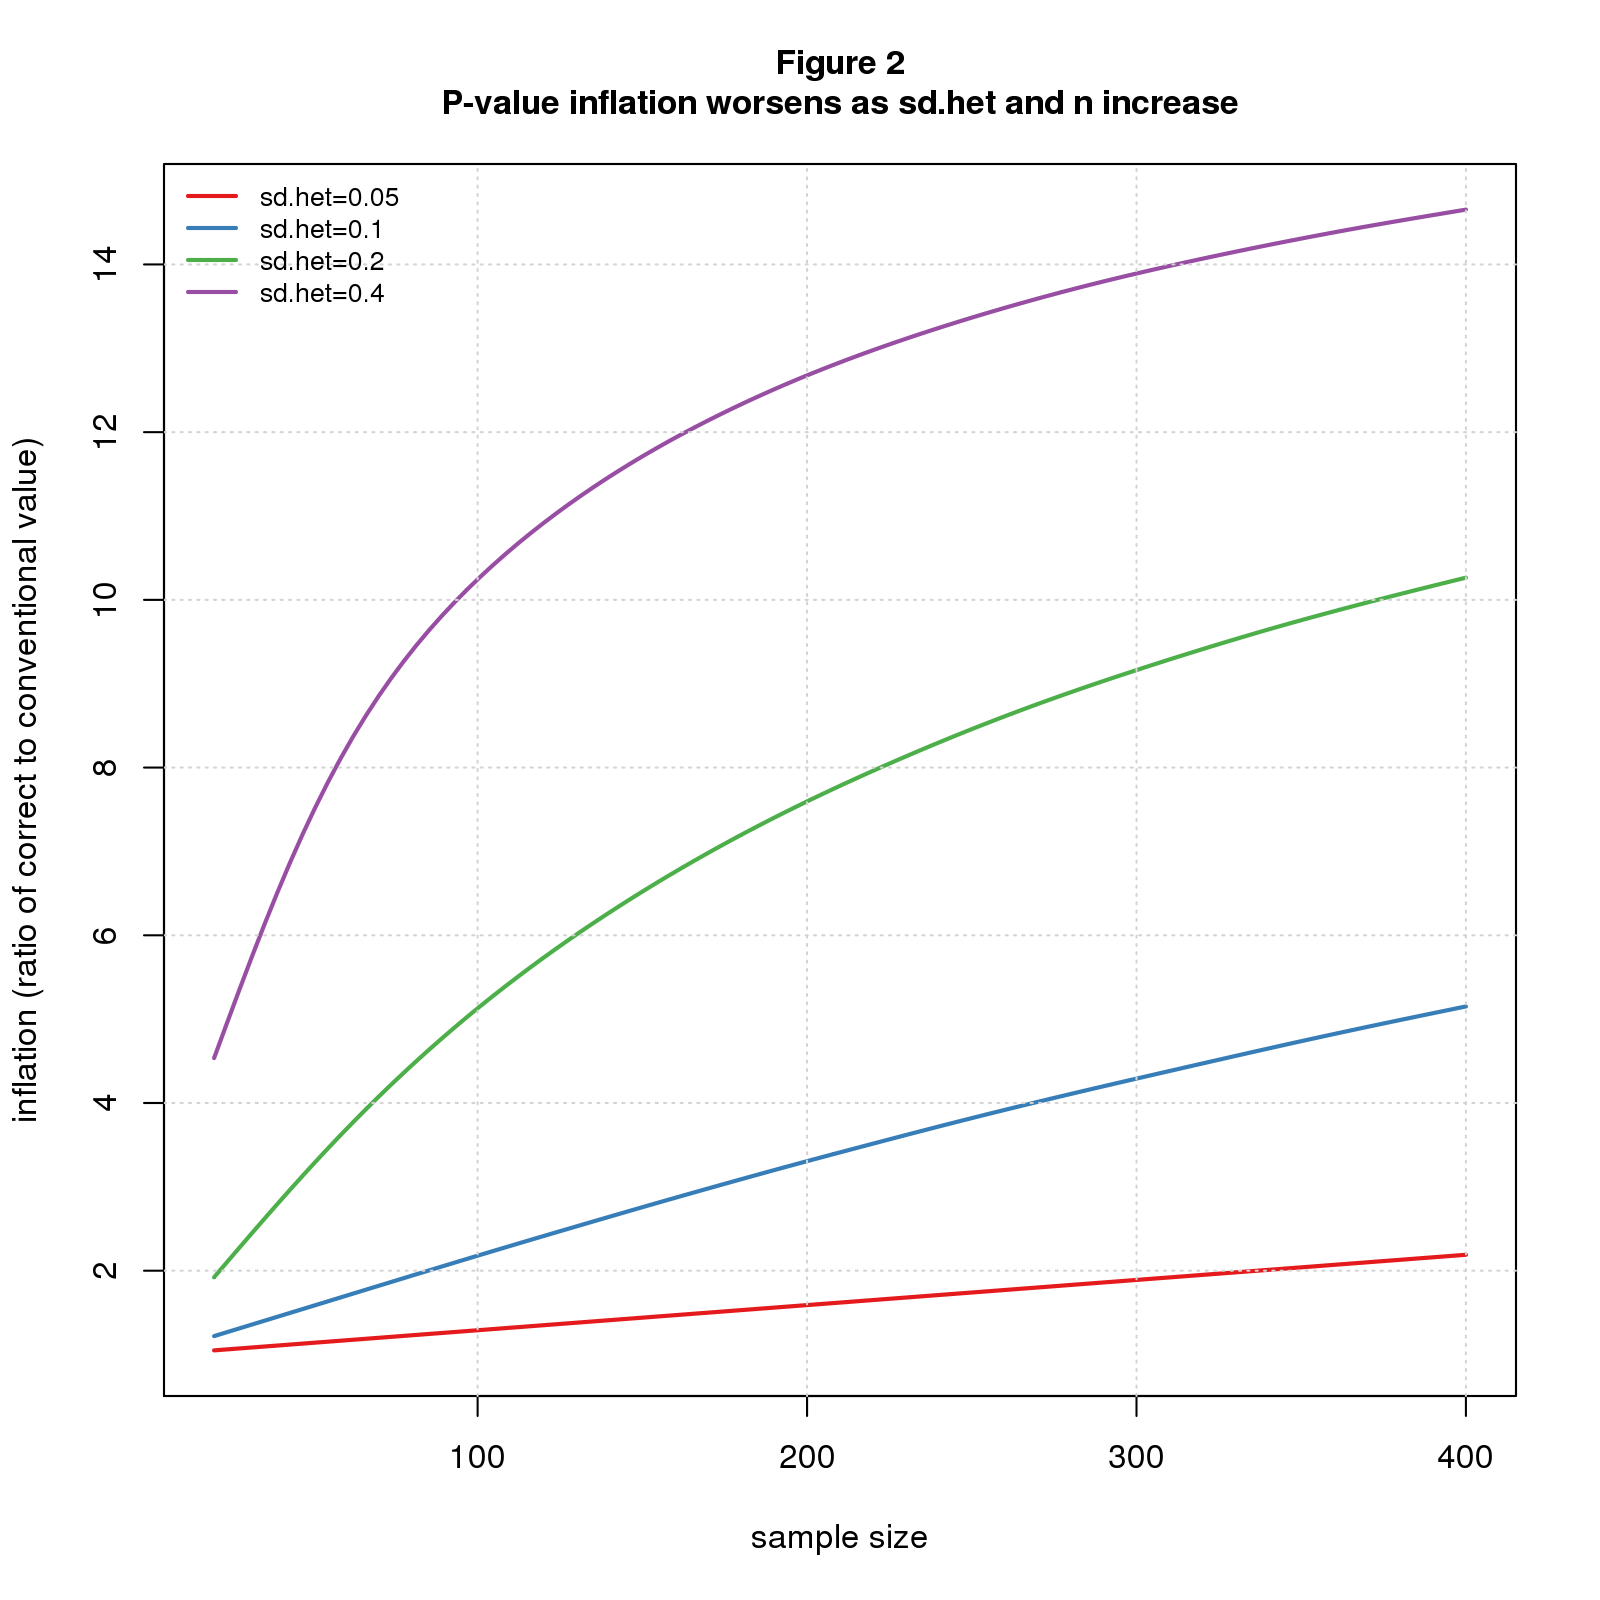 Figure 2
P-value inflation worsens as sd.het and n increase
sd.het=0.05
sd.het=0.1
sd.het=0.2
sd.het=0.4
inflation (ratio of correct to conventional value)
14
12
10
8
6
4
2
100 200 300 400
sample size